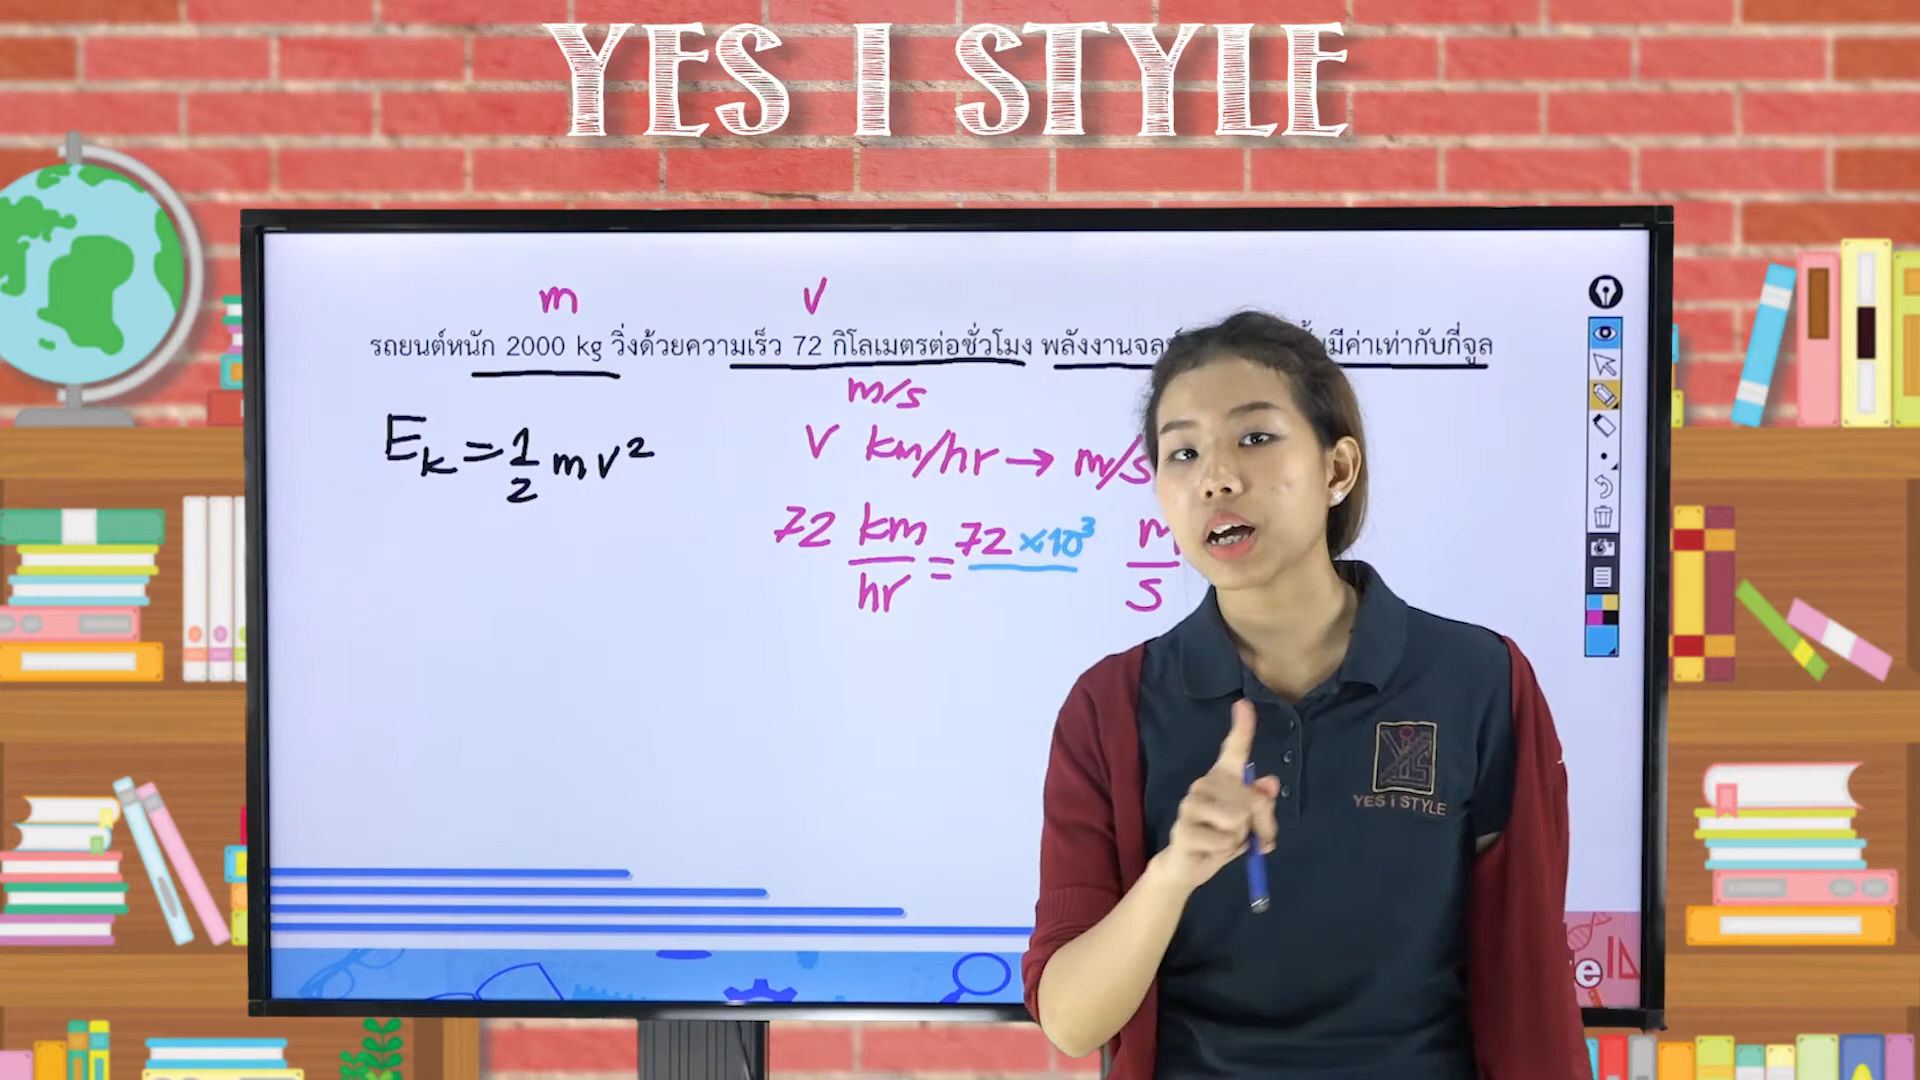 YES I STYLE
m v
รถยนต์หนัก 2000 kg วิ่งด้วยความเร็ว 72 กิโลเมตรต่อชั่วโมง พลังงานจล มีค่าเท่ากับกี่จูล
m/s
E_k = 1/2 mv²
v km/hr → m/s
72 km/hr = 72 ×10³ m/s
YES i STYLE
e